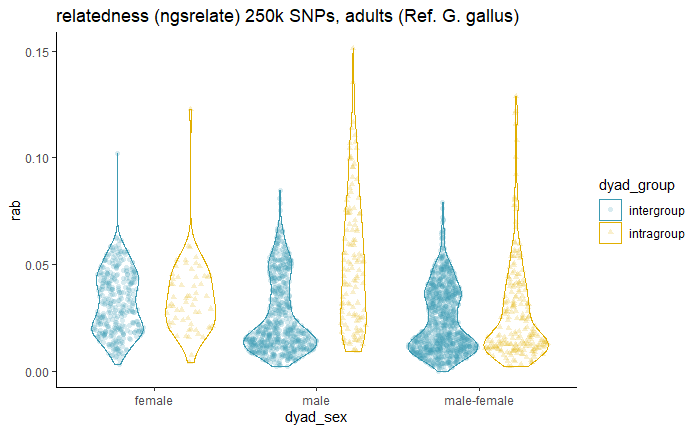 relatedness (ngsrelate) 250k SNPs, adults (Ref. G. gallus)
rab
0.15
0.10
0.05
0.00
female
male
male-female
dyad_sex
dyad_group
intergroup
intragroup